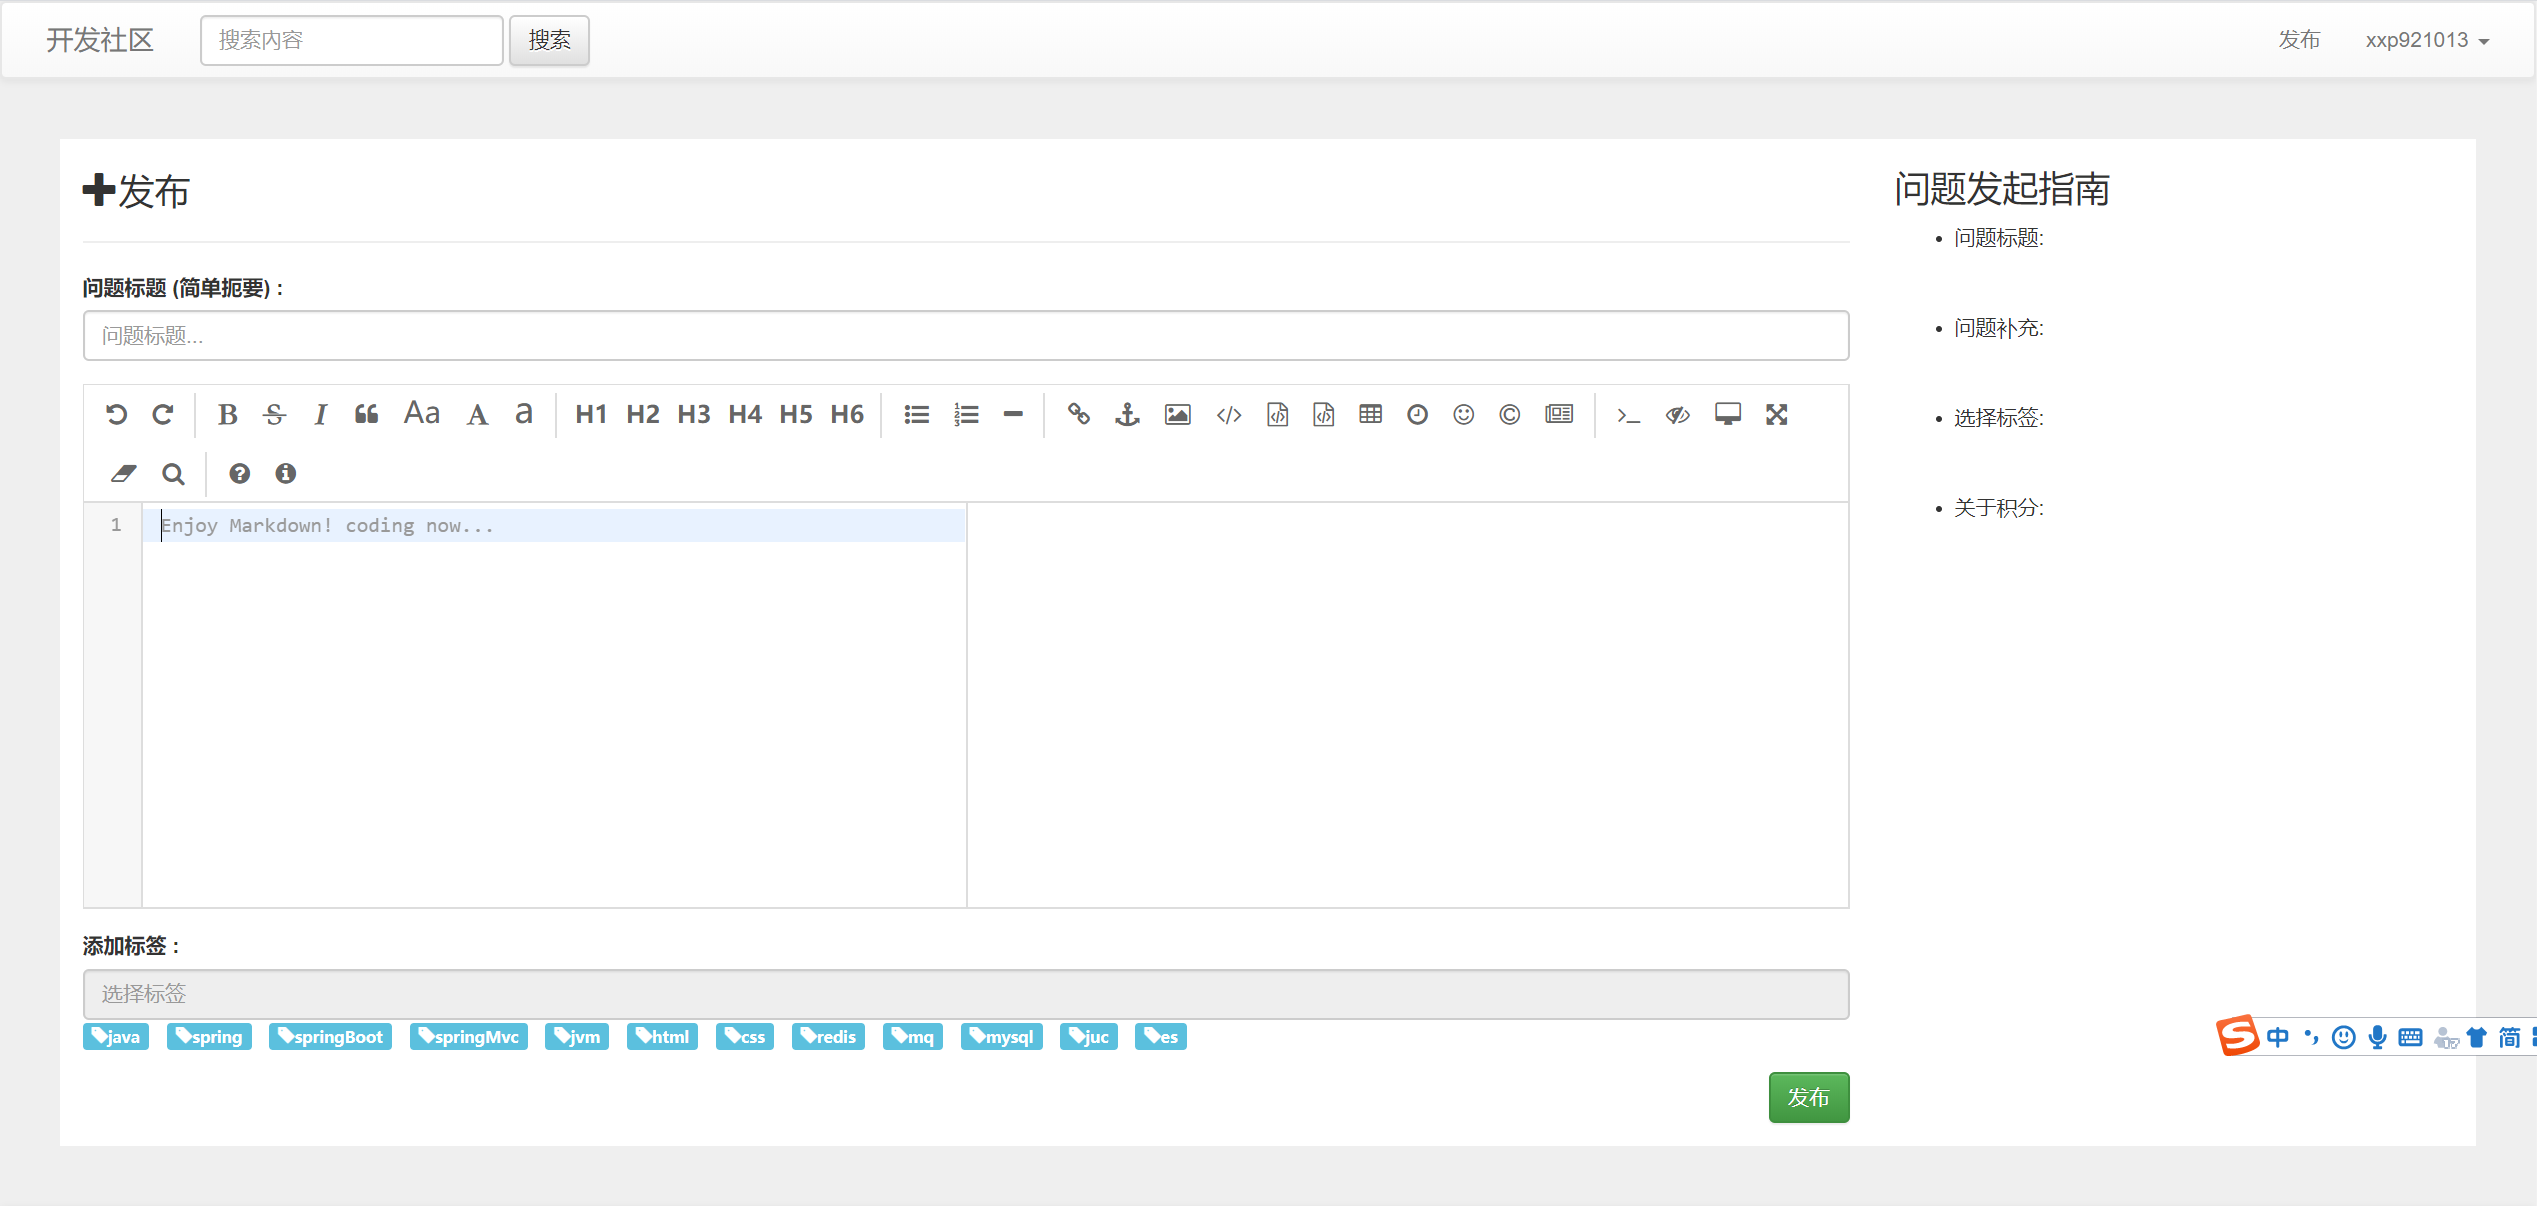 开发社区 搜索内容 搜索 发布 xxp921013
发布
问题标题 (简单扼要) :
问题标题...
B S I Aa A a H1 H2 H3 H4 H5 H6
1 Enjoy Markdown! coding now...
添加标签 :
选择标签
java spring springBoot springMvc jvm html css redis mq mysql juc es
发布
问题发起指南
• 问题标题:
• 问题补充:
• 选择标签:
• 关于积分:
S 中 简